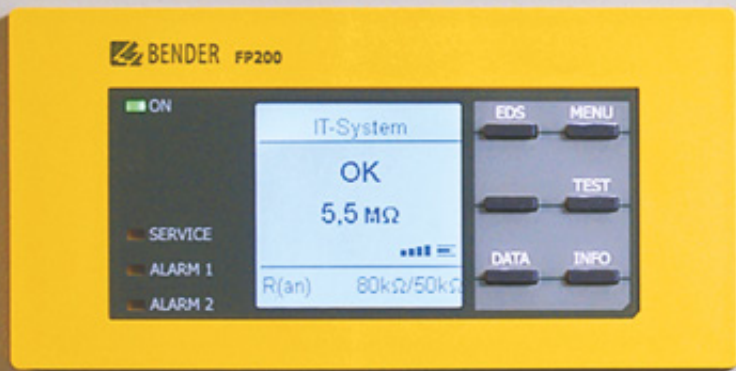 BENDER FP200
ON
IT-System
OK
5,5 MΩ
R(an) 80kΩ/50kΩ
SERVICE
ALARM 1
ALARM 2
EDS MENU
TEST
DATA INFO